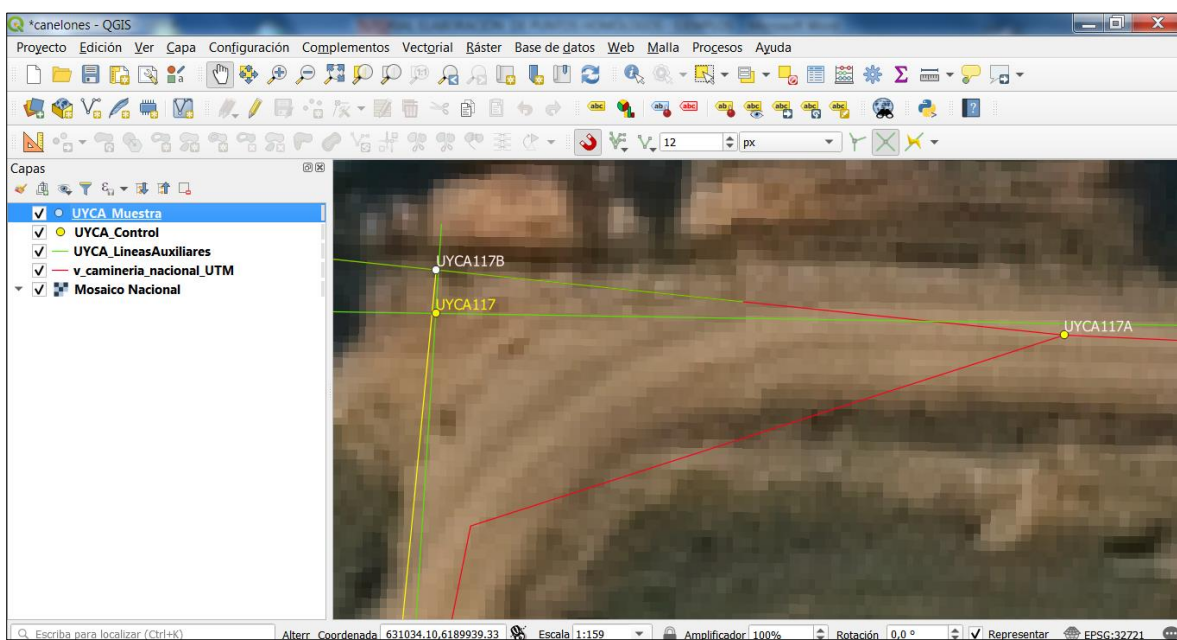 *canelones - QGIS
Proyecto Edición Ver Capa Configuración Complementos Vectorial Ráster Base de datos Web Malla Procesos Ayuda
12 px
Capas
UYCA_Muestra
UYCA_Control
UYCA_LineasAuxiliares
v_camineria_nacional_UTM
Mosaico Nacional
UYCA117B
UYCA117
UYCA117A
Escriba para localizar (Ctrl+K) Alterr Coordenada 631034.10,6189939.33 Escala 1:159 Amplificador 100% Rotación 0,0 ° Representar EPSG:32721